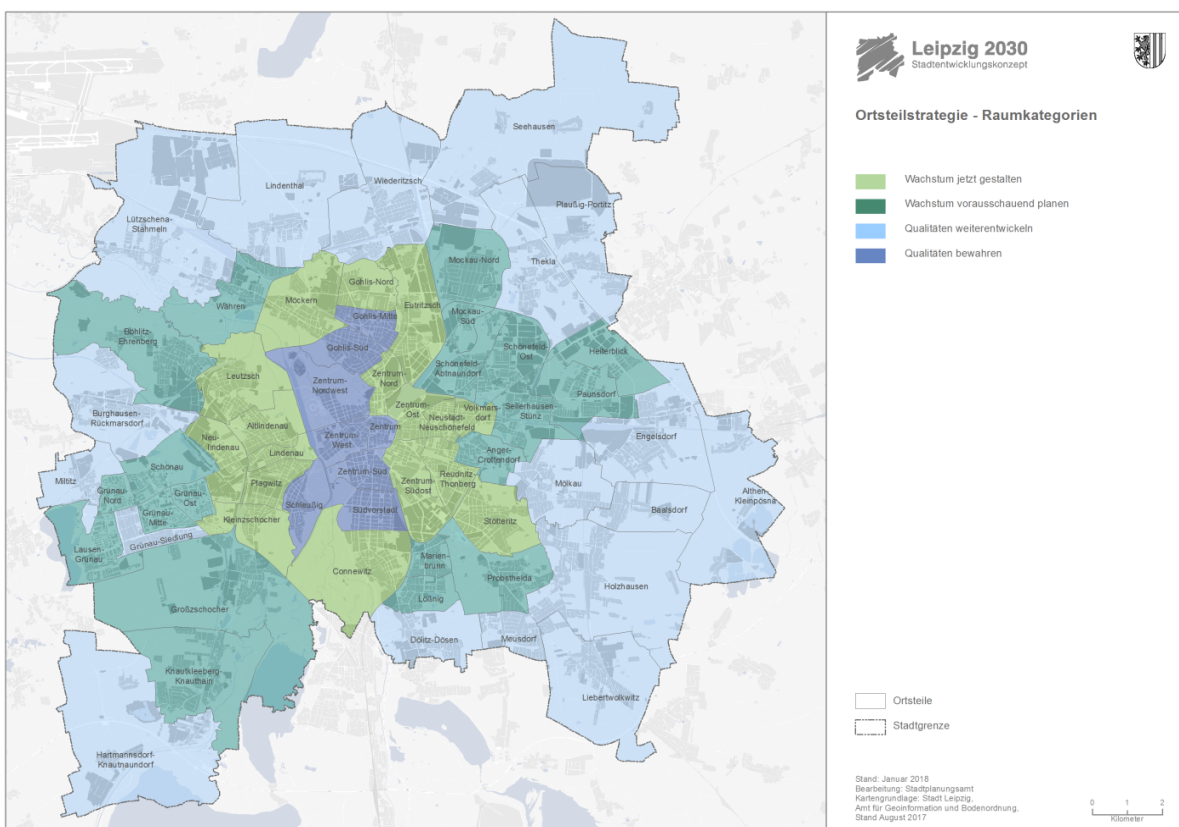 Leipzig 2030
Stadtentwicklungskonzept
Ortsteilstrategie - Raumkategorien
Wachstum jetzt gestalten
Wachstum vorausschauend planen
Qualitäten weiterentwickeln
Qualitäten bewahren
Seehausen
Lindenthal
Wiederitzsch
Plaußig-Portitz
Lützschena-
Stahmeln
Mockau-Nord
Thekla
Gohlis-Nord
Möckern
Wahren
Eutritzsch
Gohlis-Mitte
Mockau-
Süd
Böhlitz-
Ehrenberg
Gohlis-Süd
Schönefeld-
Ost
Heiterblick
Schönefeld-
Abtnaundorf
Leutzsch
Zentrum-
Nord
Zentrum-
Nordwest
Paunsdorf
Zentrum-
Ost
Volkmars-
dorf
Sellerhausen-
Stünz
Burghausen-
Rückmarsdorf
Neustadt-
Neuschönefeld
Altlindenau
Zentrum
Neu-
lindenau
Zentrum-
West
Engelsdorf
Lindenau
Anger-
Crottendorf
Schönau
Miltitz
Grünau-
Nord
Grünau-
Ost
Plagwitz
Zentrum-Süd
Zentrum-
Südost
Reudnitz-
Thonberg
Mölkau
Althen-
Kleinpösna
Grünau-
Mitte
Schleußig
Südvorstadt
Baalsdorf
Kleinzschocher
Stötteritz
Grünau-Siedlung
Lausen-
Grünau
Connewitz
Marien-
brunn
Probstheida
Holzhausen
Lößnig
Großzschocher
Dölitz-Dösen
Meusdorf
Knautkleeberg-
Knauthain
Liebertwolkwitz
Hartmannsdorf-
Knautnaundorf
Ortsteile
Stadtgrenze
Stand: Januar 2018
Bearbeitung: Stadtplanungsamt
Kartengrundlage: Stadt Leipzig,
Amt für Geoinformation und Bodenordnung,
Stand August 2017
0 1 2
Kilometer